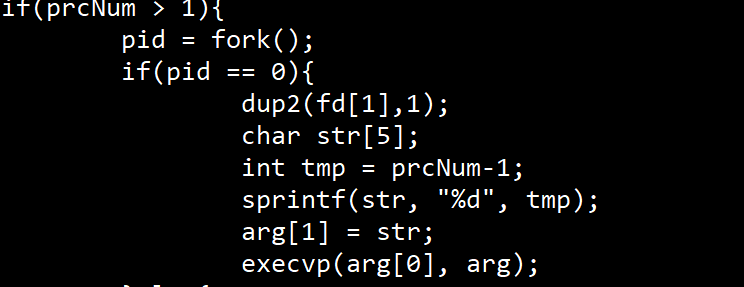 if(prcNum > 1){
pid = fork();
if(pid == 0){
dup2(fd[1],1);
char str[5];
int tmp = prcNum-1;
sprintf(str, "%d", tmp);
arg[1] = str;
execvp(arg[0], arg);